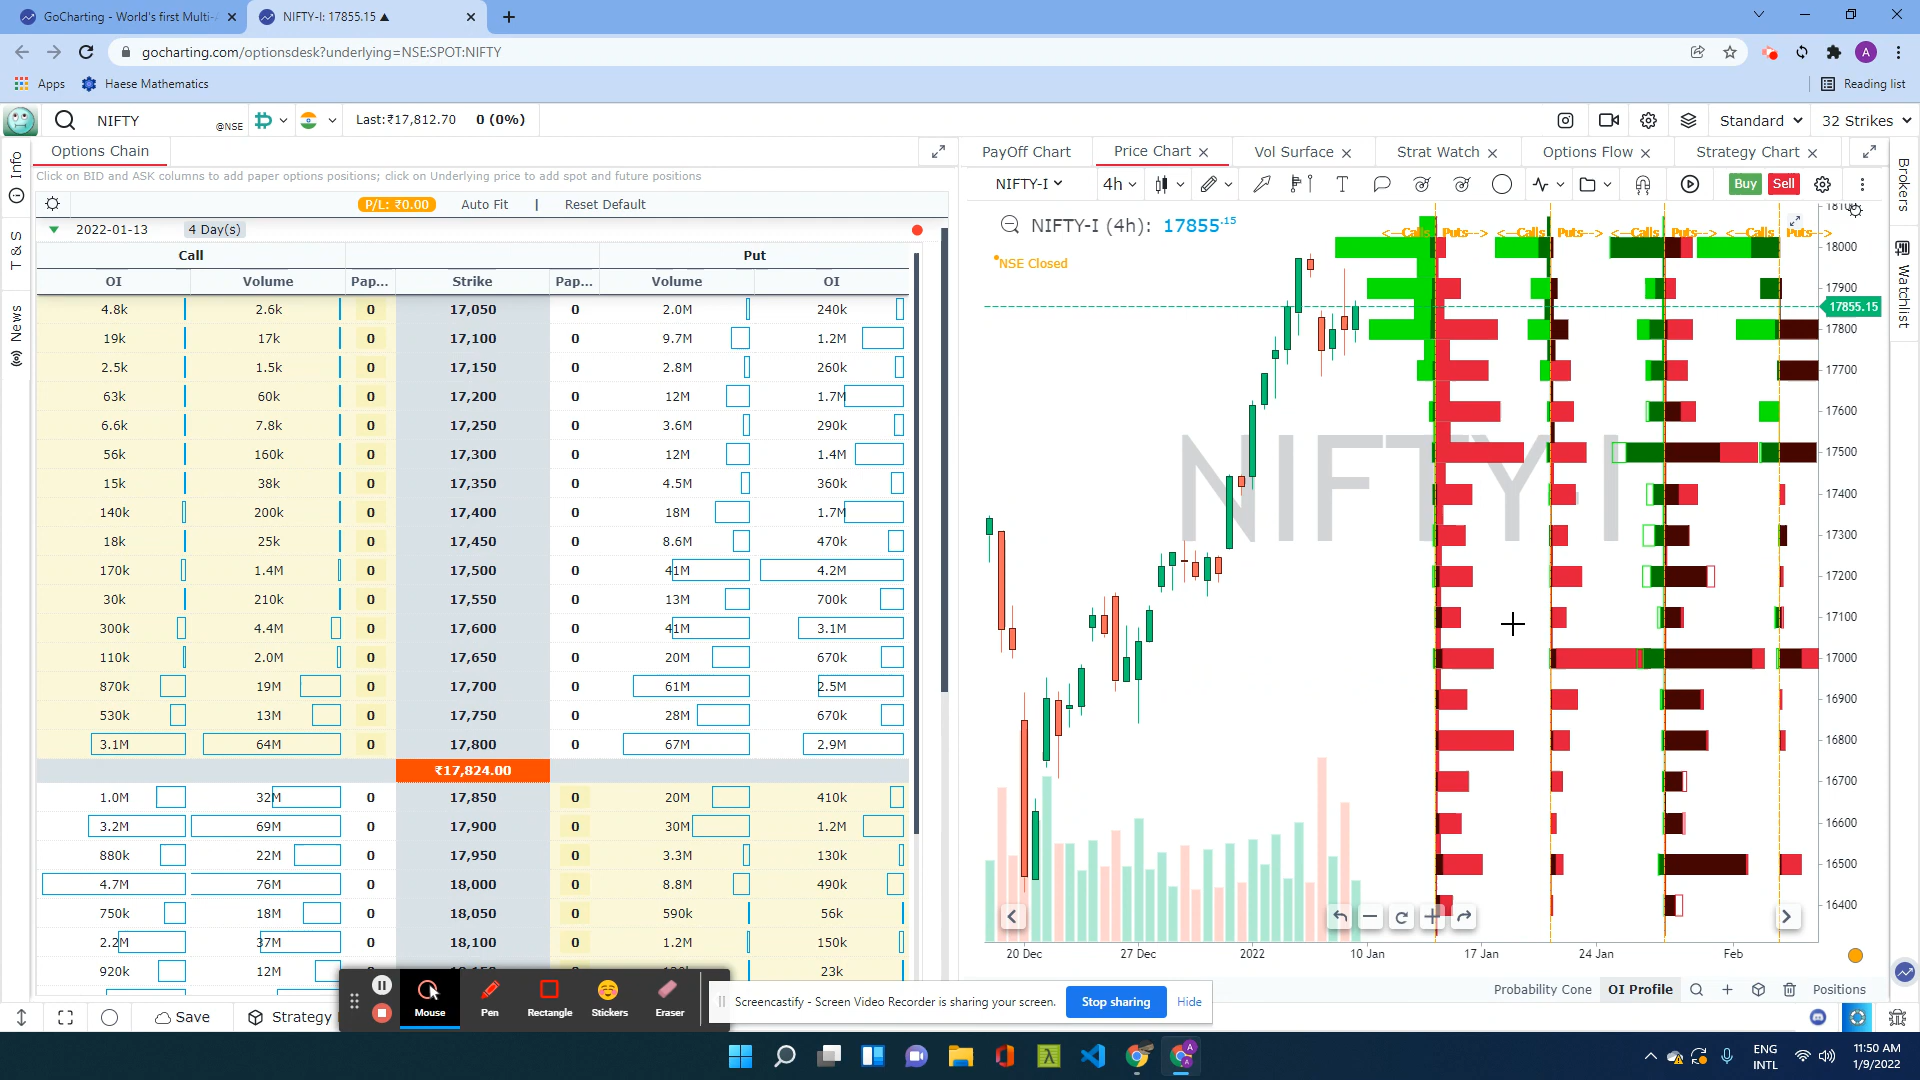 GoCharting - World's first Multi-
NIFTY-I: 17855.15 ▲
gocharting.com/optionsdesk?underlying=NSE:SPOT:NIFTY
A
Apps
Haese Mathematics
Reading list
NIFTY
@NSE
Last:₹17,812.70
0 (0%)
Standard
32 Strikes
Options Chain
PayOff Chart
Price Chart
Vol Surface
Strat Watch
Options Flow
Strategy Chart
Info
T & S
News
Brokers
Watchlist
Click on BID and ASK columns to add paper options positions; click on Underlying price to add spot and future positions
P/L: ₹0.00
Auto Fit
|
Reset Default
2022-01-13
4 Day(s)
Call
Put
OI Volume Pap... Strike Pap... Volume OI
4.8k 2.6k 0 17,050 0 2.0M 240k
19k 17k 0 17,100 0 9.7M 1.2M
2.5k 1.5k 0 17,150 0 2.8M 260k
63k 60k 0 17,200 0 12M 1.7M
6.6k 7.8k 0 17,250 0 3.6M 290k
56k 160k 0 17,300 0 12M 1.4M
15k 38k 0 17,350 0 4.5M 360k
140k 200k 0 17,400 0 18M 1.7M
18k 25k 0 17,450 0 8.6M 470k
170k 1.4M 0 17,500 0 41M 4.2M
30k 210k 0 17,550 0 13M 700k
300k 4.4M 0 17,600 0 41M 3.1M
110k 2.0M 0 17,650 0 20M 670k
870k 19M 0 17,700 0 61M 2.5M
530k 13M 0 17,750 0 28M 670k
3.1M 64M 0 17,800 0 67M 2.9M
₹17,824.00
1.0M 32M 0 17,850 0 20M 410k
3.2M 69M 0 17,900 0 30M 1.2M
880k 22M 0 17,950 0 3.3M 130k
4.7M 76M 0 18,000 0 8.8M 490k
750k 18M 0 18,050 0 590k 56k
2.2M 37M 0 18,100 0 1.2M 150k
920k 12M 0 23k
NIFTY-I
4h
T
Buy
Sell
NIFTY-I (4h): 17855.15
NSE Closed
<--Calls Puts--> <--Calls Puts--> <--Calls Puts--> <--Calls Puts-->
NIFTY-I
18000
17900
17855.15
17800
17700
17600
17500
17400
17300
17200
17100
17000
16900
16800
16700
16600
16500
16400
20 Dec
27 Dec
2022
10 Jan
17 Jan
24 Jan
Feb
Probability Cone
OI Profile
Positions
Save
Strategy
Mouse
Pen
Rectangle
Stickers
Eraser
Screencastify - Screen Video Recorder is sharing your screen.
Stop sharing
Hide
ENG
INTL
11:50 AM
1/9/2022